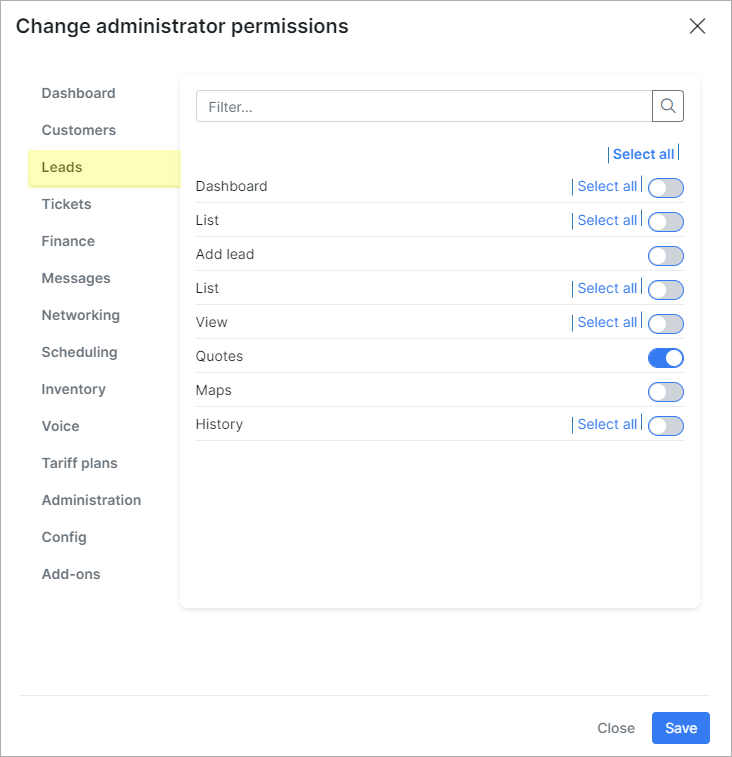 Change administrator permissions
Dashboard
Customers
Leads
Tickets
Finance
Messages
Networking
Scheduling
Inventory
Voice
Tariff plans
Administration
Config
Add-ons
Filter...
Select all
Dashboard Select all
List Select all
Add lead
List Select all
View Select all
Quotes
Maps
History Select all
Close Save